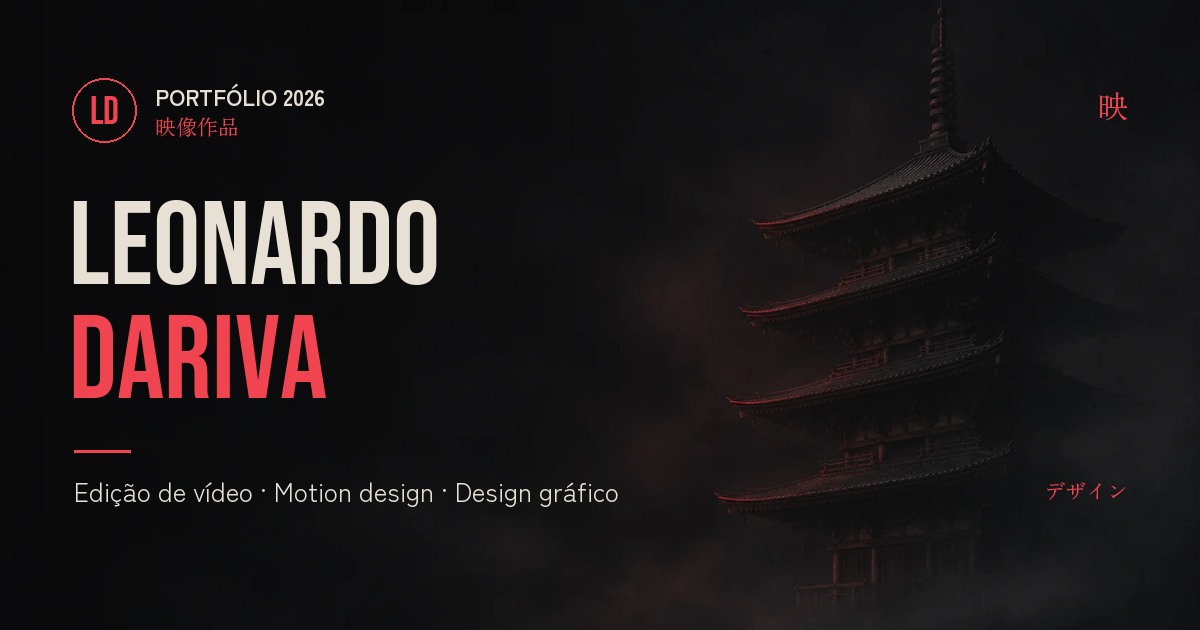 LD
PORTFÓLIO 2026
映像作品
映
LEONARDO
DARIVA
Edição de vídeo · Motion design · Design gráfico
デザイン